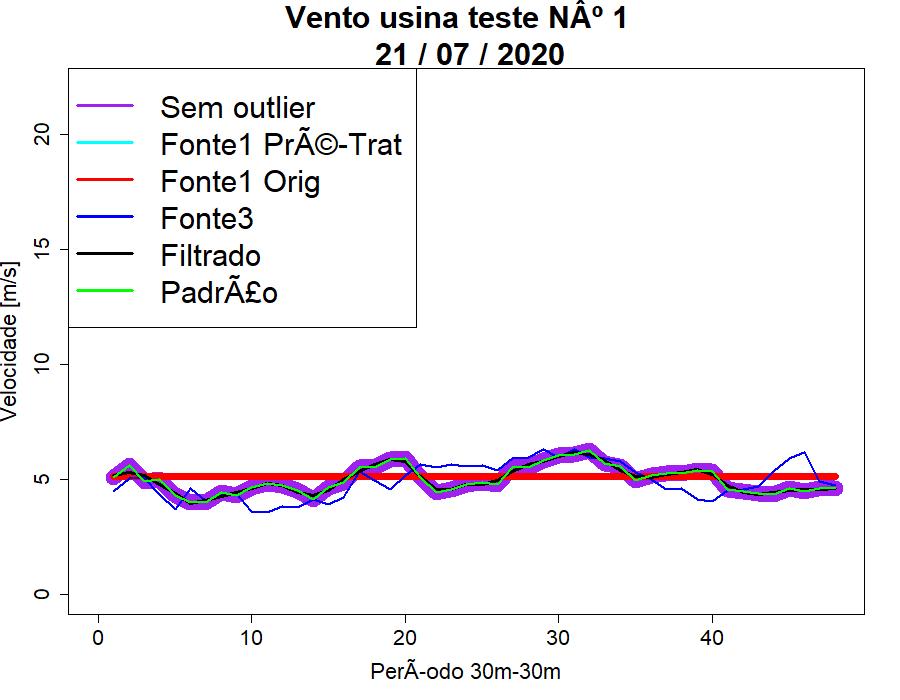 Vento usina teste NÂº 1
21 / 07 / 2020
Sem outlier
Fonte1 PrÃ©-Trat
Fonte1 Orig
Fonte3
Filtrado
PadrÃ£o
Velocidade [m/s]
20
15
10
5
0
0 10 20 30 40
PerÃ-odo 30m-30m